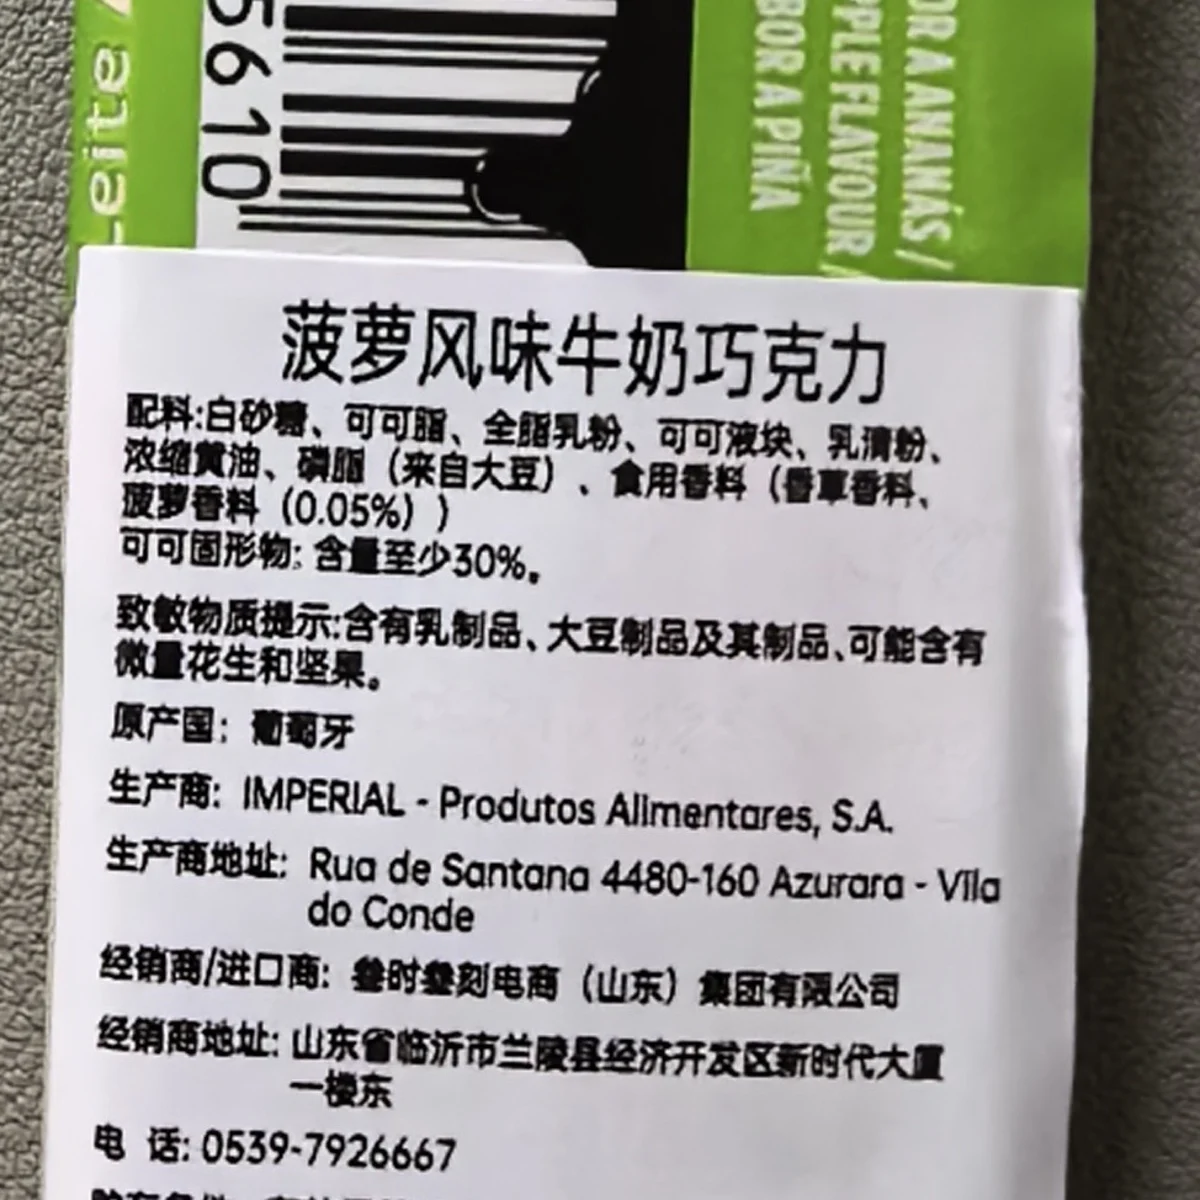 Leite
5610
OR A ANANÁS /
PPLE FLAVOUR /
BOR A PIÑA
菠萝风味牛奶巧克力
配料:白砂糖、可可脂、全脂乳粉、可可液块、乳清粉、
浓缩黄油、磷脂（来自大豆）、食用香料（香草香料、
菠萝香料（0.05%））
可可固形物: 含量至少30%。
致敏物质提示:含有乳制品、大豆制品及其制品、可能含有
微量花生和坚果。
原产国: 葡萄牙
生产商: IMPERIAL - Produtos Alimentares, S.A.
生产商地址: Rua de Santana 4480-160 Azurara - Vila
do Conde
经销商/进口商: 叁时叁刻电商（山东）集团有限公司
经销商地址: 山东省临沂市兰陵县经济开发区新时代大厦
一楼东
电 话: 0539-7926667